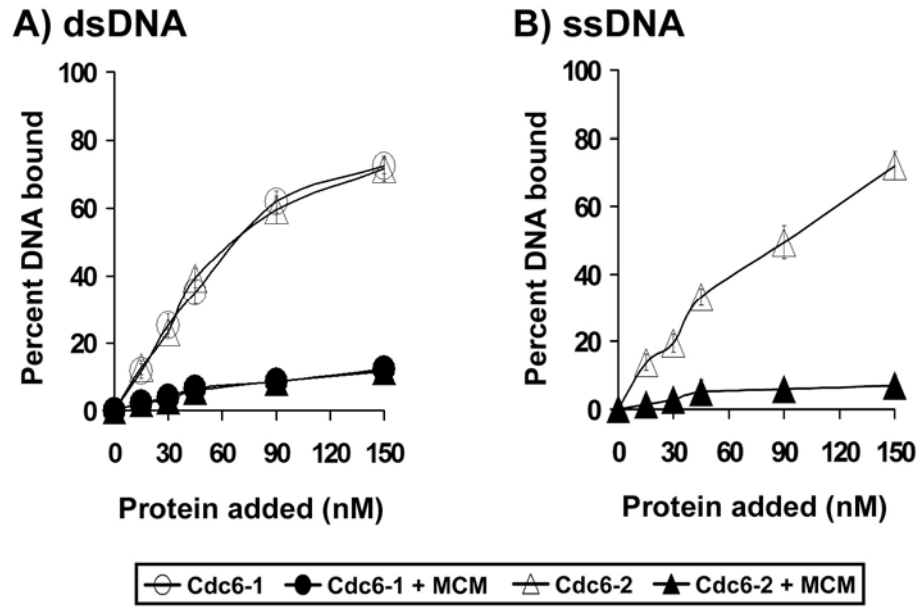 A) dsDNA
Percent DNA bound
100
80
60
40
20
0
0 30 60 90 120 150
Protein added (nM)
B) ssDNA
Percent DNA bound
100
80
60
40
20
0
0 30 60 90 120 150
Protein added (nM)
Cdc6-1 Cdc6-1 + MCM Cdc6-2 Cdc6-2 + MCM